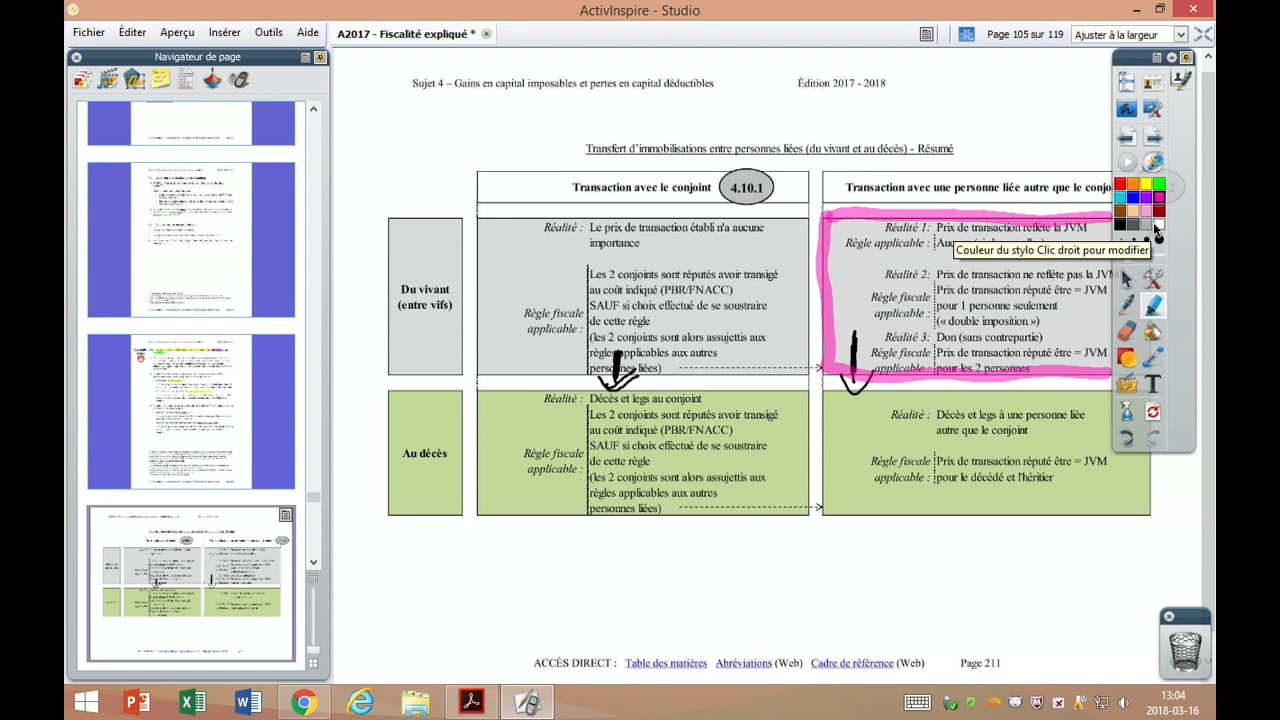 ActivInspire - Studio
Fichier Éditer Aperçu Insérer Outils Aide
A2017 - Fiscalité expliqué *
Page 105 sur 119
Ajuster à la largeur
Navigateur de page
Sujet 4 – Gains en capital imposables et pertes en capital déductibles Édition 2017 - 2018
Transfert d'immobilisations entre personnes liées (du vivant et au décès) - Résumé
Transaction avec le conjoint 4.10.1
Du vivant
(entre vifs)
Réalité : Le prix de transaction établi n'a aucune
importance
Règle fiscale
applicable :
Les 2 conjoints sont réputés avoir transigé
au coût indiqué (PBR/FNACC)
SAUF si choix effectué de se soustraire
de cette règle
(les 2 conjoints sont alors assujettis aux
règles applicables aux autres
personnes liées)
avec une personne liée autre que le conjo
Réalité 1: Prix de transaction reflète la JVM
Règle applicable :
Couleur du stylo Clic droit pour modifier
Réalité 2: Prix de transaction ne reflète pas la JVM
Règle fiscale
applicable :
Prix de transaction réputé être = JVM
pour 1 personne seulement
(« double imposition »)
Réalité 3: Don (sans contrepartie)
Règle fiscale
applicable :
Prix de transaction réputé être = JVM
pour les 2 personnes
Au décès
Réalité : Décès et legs au conjoint
Règle fiscale
applicable :
Les 2 conjoints sont réputés avoir transigé
au coût indiqué (PBR/FNACC)
SAUF si choix effectué de se soustraire
de cette règle
(les 2 conjoints sont alors assujettis aux
règles applicables aux autres
personnes liées)
Réalité : Décès et legs à une personne liée
autre que le conjoint
Règle fiscale
applicable :
Prix de transaction réputé être = JVM
pour le décédé et l'héritier
ACCÈS DIRECT : Table des matières Abréviations (Web) Cadre de référence (Web) Page 211
13:04
2018-03-16